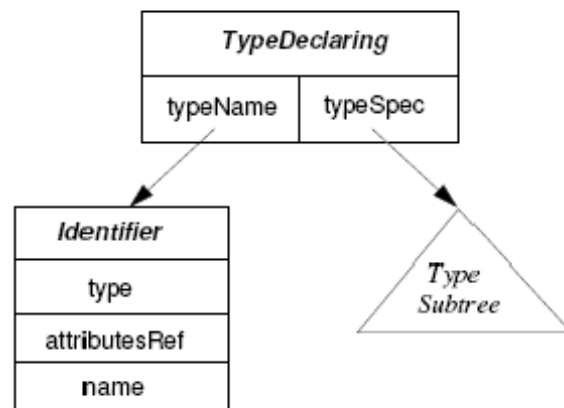 TypeDeclaring
typeName typeSpec
Identifier
type
attributesRef
name
Type
Subtree